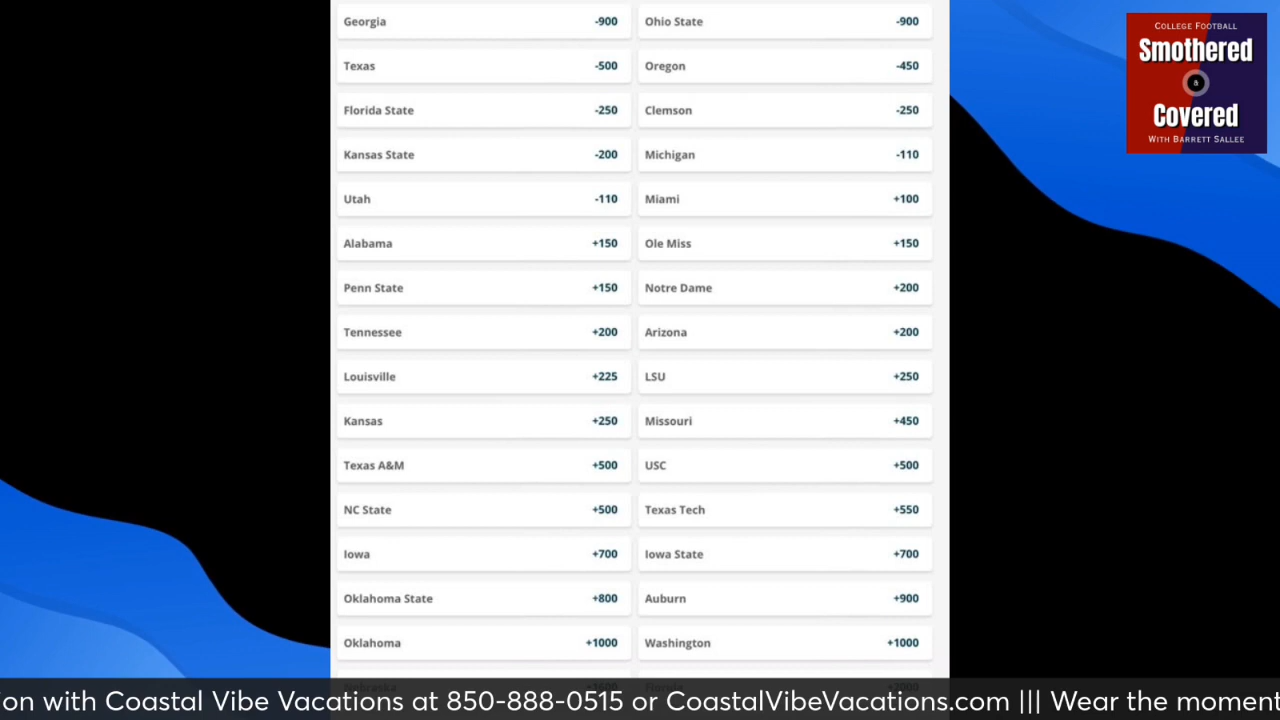 Georgia -900 Ohio State -900
Texas -500 Oregon -450
Florida State -250 Clemson -250
Kansas State -200 Michigan -110
Utah -110 Miami +100
Alabama +150 Ole Miss +150
Penn State +150 Notre Dame +200
Tennessee +200 Arizona +200
Louisville +225 LSU +250
Kansas +250 Missouri +450
Texas A&M +500 USC +500
NC State +500 Texas Tech +550
Iowa +700 Iowa State +700
Oklahoma State +800 Auburn +900
Oklahoma +1000 Washington +1000
COLLEGE FOOTBALL
Smothered
&
Covered
WITH BARRETT SALLEE
on with Coastal Vibe Vacations at 850-888-0515 or CoastalVibeVacations.com ||| Wear the moment